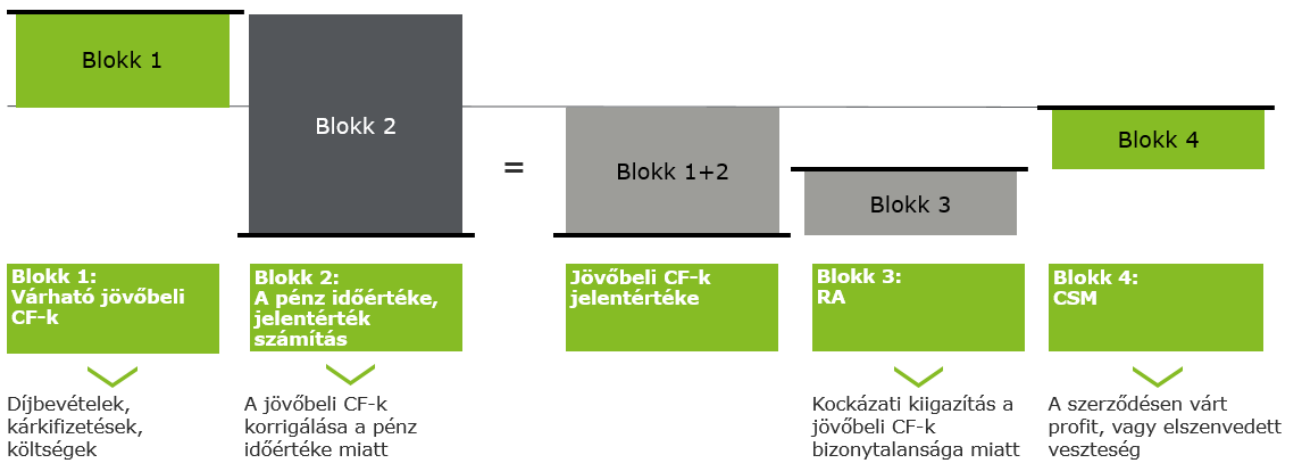 Blokk 1
Blokk 2
=
Blokk 1+2
Blokk 3
Blokk 4
Blokk 1:
Várható jövőbeli
CF-k
Blokk 2:
A pénz időértéke,
jelentérték
számítás
Jövőbeli CF-k
jelentértéke
Blokk 3:
RA
Blokk 4:
CSM
Díjbevételek,
kárkifizetések,
költségek
A jövőbeli CF-k
korrigálása a pénz
időértéke miatt
Kockázati kiigazítás a
jövőbeli CF-k
bizonytalansága miatt
A szerződésen várt
profit, vagy elszenvedett
veszteség